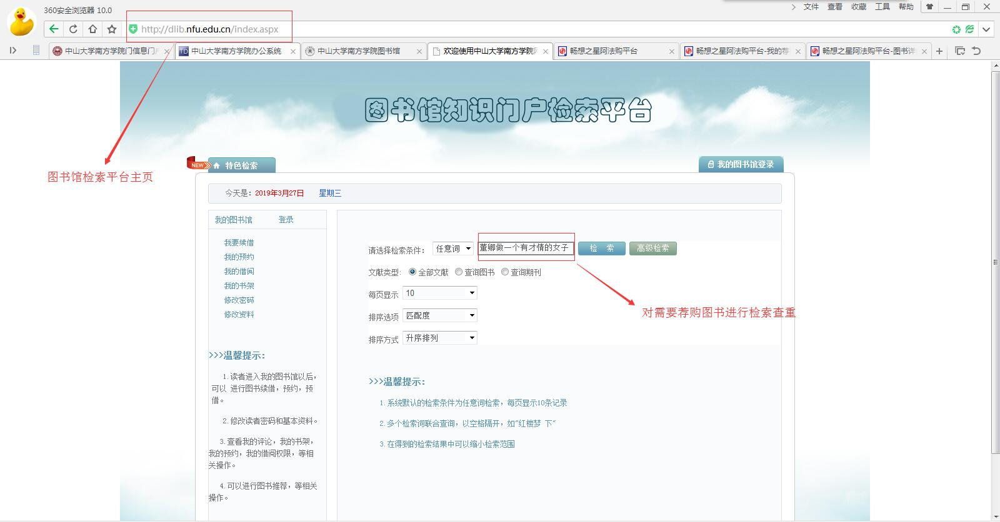 360安全浏览器 10.0
文件 查看 收藏 工具 帮助
http://dlib.nfu.edu.cn/index.aspx
中山大学南方学院门信息门户
TD 中山大学南方学院办公系统
中山大学南方学院图书馆
欢迎使用中山大学南方学院
畅想之星阿法购平台
畅想之星阿法购平台-我的荐
畅想之星阿法购平台-图书详
图书馆知识门户检索平台
图书馆检索平台主页
NEW 特色检索
我的图书馆登录
今天是：2019年3月27日 星期三
我的图书馆 登录
我要续借
我的预约
我的借阅
我的书架
修改密码
修改资料
>>>温馨提示：
1.读者进入我的图书馆以后，
可以 进行图书续借，预约，预
借。
2.修改读者密码和基本资料。
3.查看我的评论，我的书架，
我的预约，我的借阅权限，等相
关操作。
4.可以进行图书推荐，等相关
操作。
请选择检索条件： 任意词 董卿做一个有才情的女子 检 索 高级检索
文献类型： 全部文献 查询图书 查询期刊
每页显示 10
排序选项 匹配度
排序方式 升序排列
对需要荐购图书进行检索查重
>>>温馨提示：
1.系统默认的检索条件为任意词检索，每页显示10条记录
2.多个检索词联合查询，以空格隔开，如"红楼梦 下"
3.在得到的检索结果中可以缩小检索范围